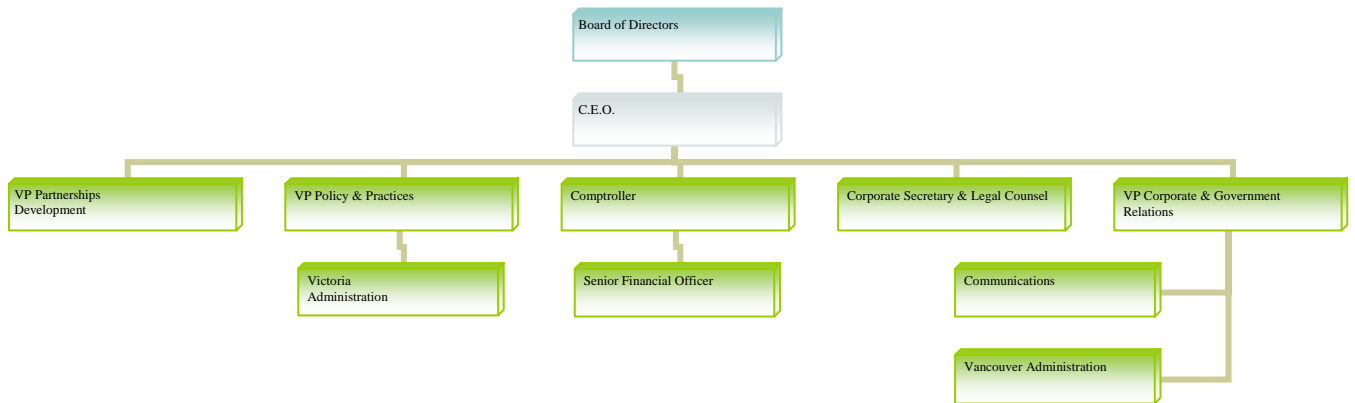 Board of Directors
C.E.O.
VP Partnerships
Development
VP Policy & Practices
Comptroller
Corporate Secretary & Legal Counsel
VP Corporate & Government
Relations
Victoria
Administration
Senior Financial Officer
Communications
Vancouver Administration